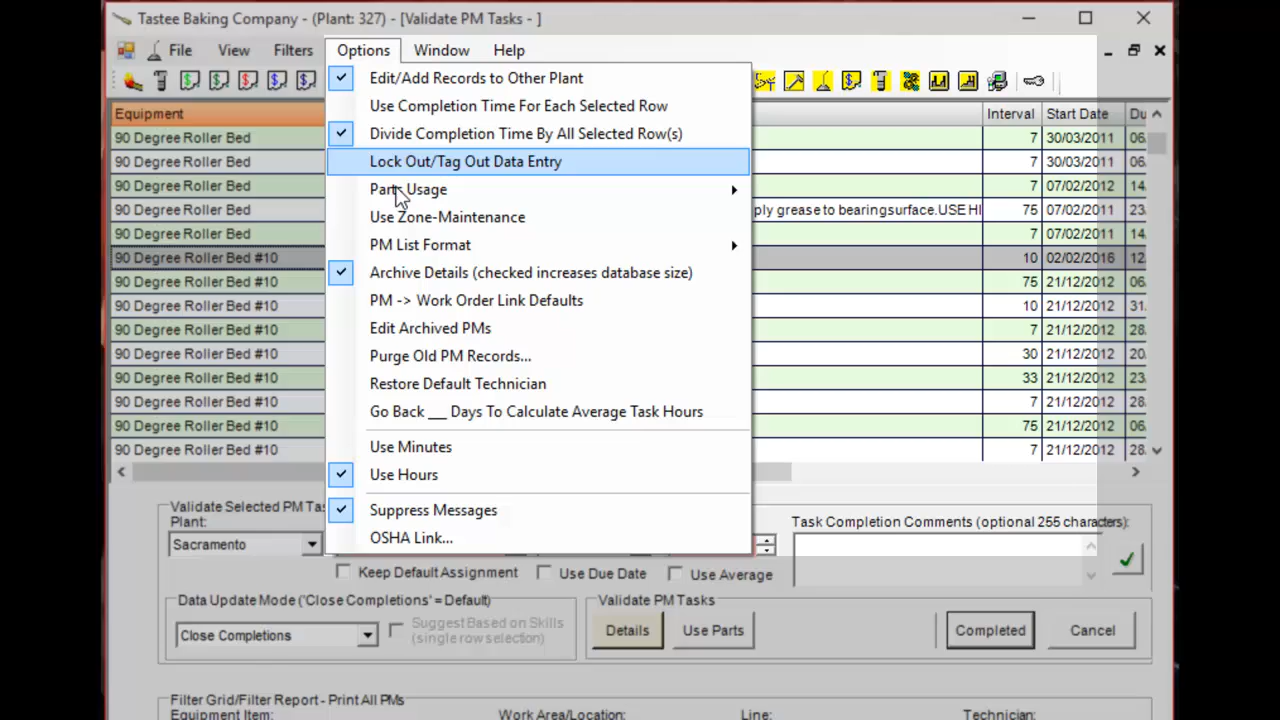 Tastee Baking Company - (Plant: 327) - [Validate PM Tasks - ]
File View Filters Options Window Help
Equipment Interval Start Date Du
90 Degree Roller Bed 7 30/03/2011 06.
90 Degree Roller Bed 7 30/03/2011 06.
90 Degree Roller Bed 7 07/02/2012 14.
90 Degree Roller Bed ply grease to bearing surface.USE HI 75 07/02/2011 23.
90 Degree Roller Bed 7 07/02/2011 14.
90 Degree Roller Bed #10 10 02/02/2016 12.
90 Degree Roller Bed #10 75 21/12/2012 06.
90 Degree Roller Bed #10 10 21/12/2012 31.
90 Degree Roller Bed #10 7 21/12/2012 28.
90 Degree Roller Bed #10 30 21/12/2012 28.
90 Degree Roller Bed #10 33 21/12/2012 23.
90 Degree Roller Bed #10 7 21/12/2012 28.
90 Degree Roller Bed #10 75 21/12/2012 06.
90 Degree Roller Bed #10 7 21/12/2012 28.
Edit/Add Records to Other Plant
Use Completion Time For Each Selected Row
Divide Completion Time By All Selected Row(s)
Lock Out/Tag Out Data Entry
Parts Usage
Use Zone-Maintenance
PM List Format
Archive Details (checked increases database size)
PM -> Work Order Link Defaults
Edit Archived PMs
Purge Old PM Records...
Restore Default Technician
Go Back ___ Days To Calculate Average Task Hours
Use Minutes
Use Hours
Suppress Messages
OSHA Link...
Validate Selected PM Tas
Plant: Task Completion Comments (optional 255 characters):
Sacramento
Keep Default Assignment Use Due Date Use Average
Data Update Mode ('Close Completions' = Default) Validate PM Tasks
Close Completions Suggest Based on Skills Details Use Parts Completed Cancel
(single row selection)
Filter Grid/Filter Report - Print All PMs
Equipment Item: Work Area/Location: Line: Technician: